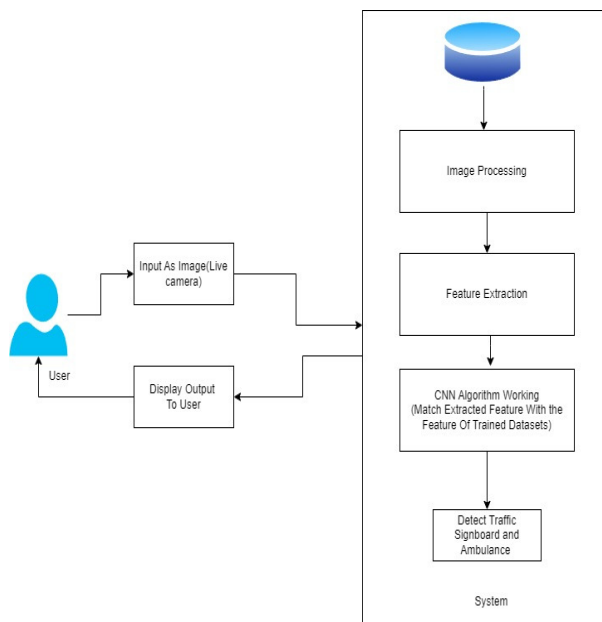 Image Processing
Input As Image(Live
camera)
Feature Extraction
User
Display Output
To User
CNN Algorithm Working
(Match Extracted Feature With the
Feature Of Trained Datasets)
Detect Traffic
Signboard and
Ambulance
System